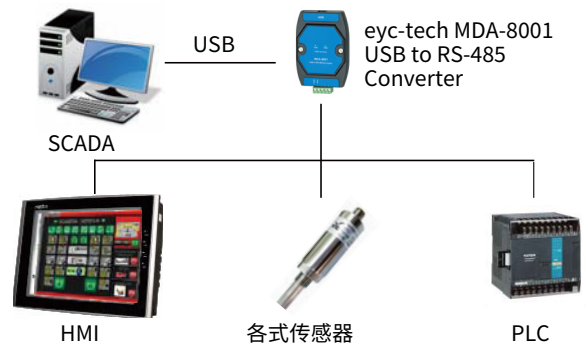 USB
eyc-tech MDA-8001
USB to RS-485
Converter
SCADA
HMI
各式传感器
PLC